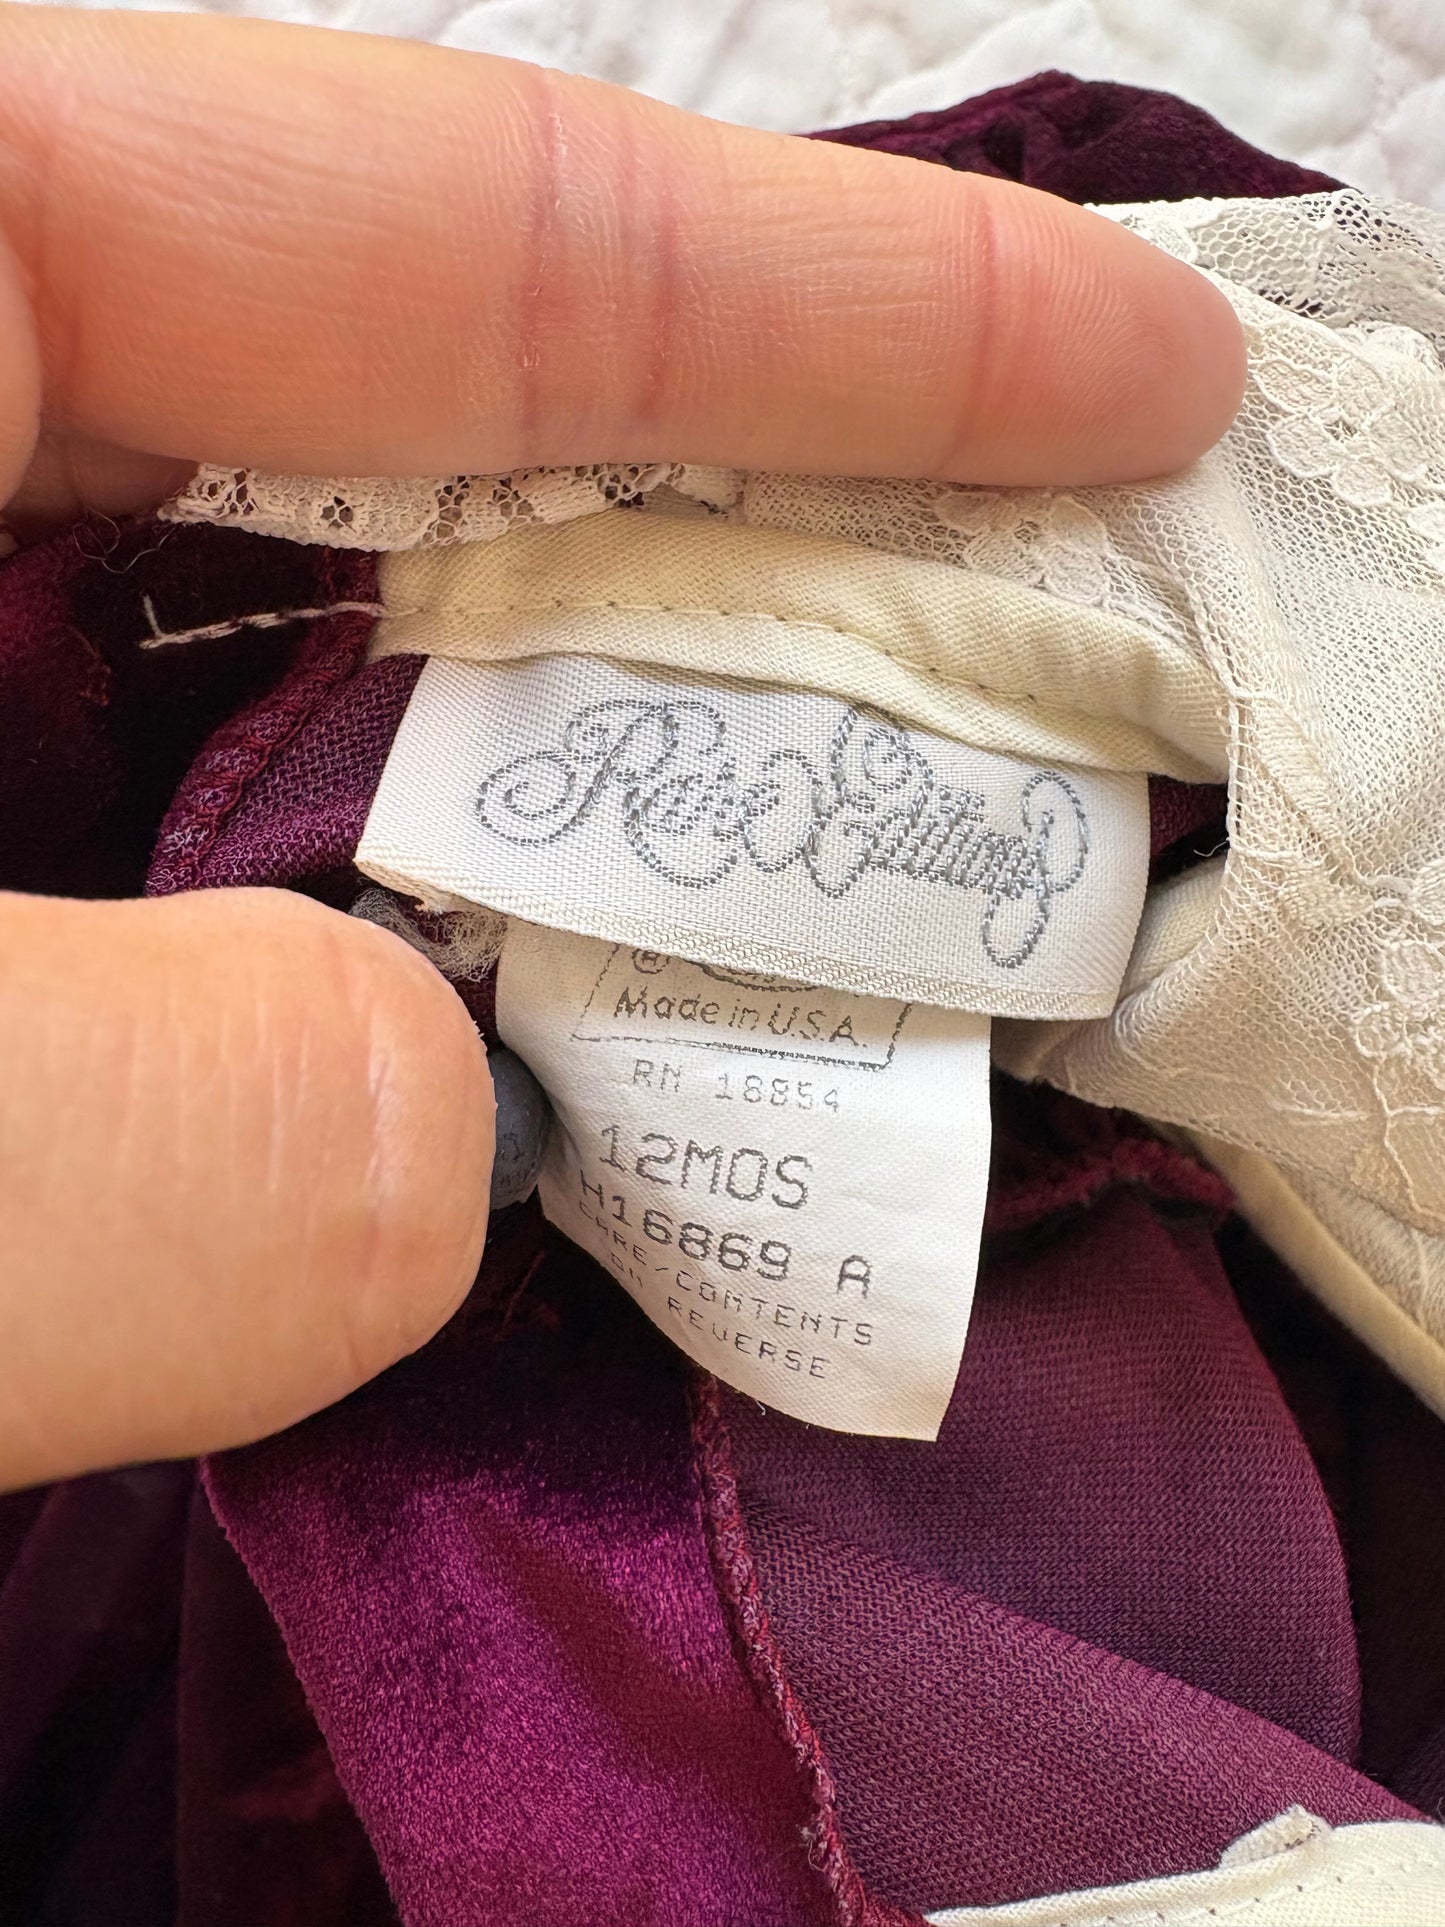 Rare Editions
®
Made in U.S.A.
RN 18854
12MOS
H16869 A
CARE/CONTENTS
ON
REVERSE